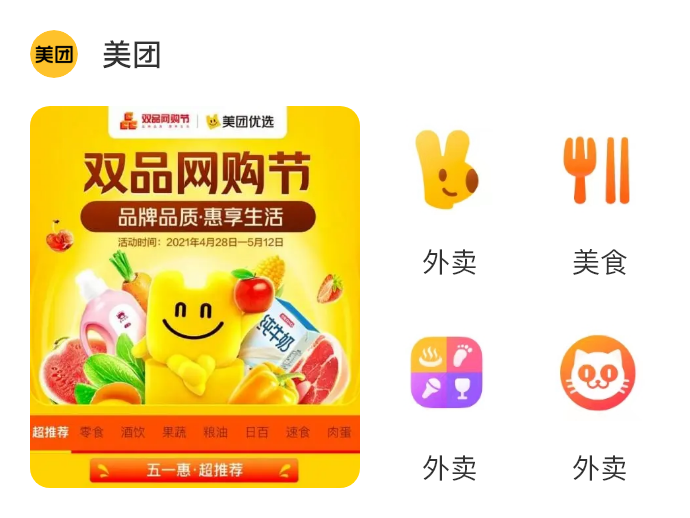 美团 美团
双品网购节 美团优选
双品网购节
品牌品质·惠享生活
活动时间：2021年4月28日—5月12日
纯牛奶
超推荐 零食 酒饮 果蔬 粮油 日百 速食 肉蛋
五一惠·超推荐
外卖 美食
外卖 外卖